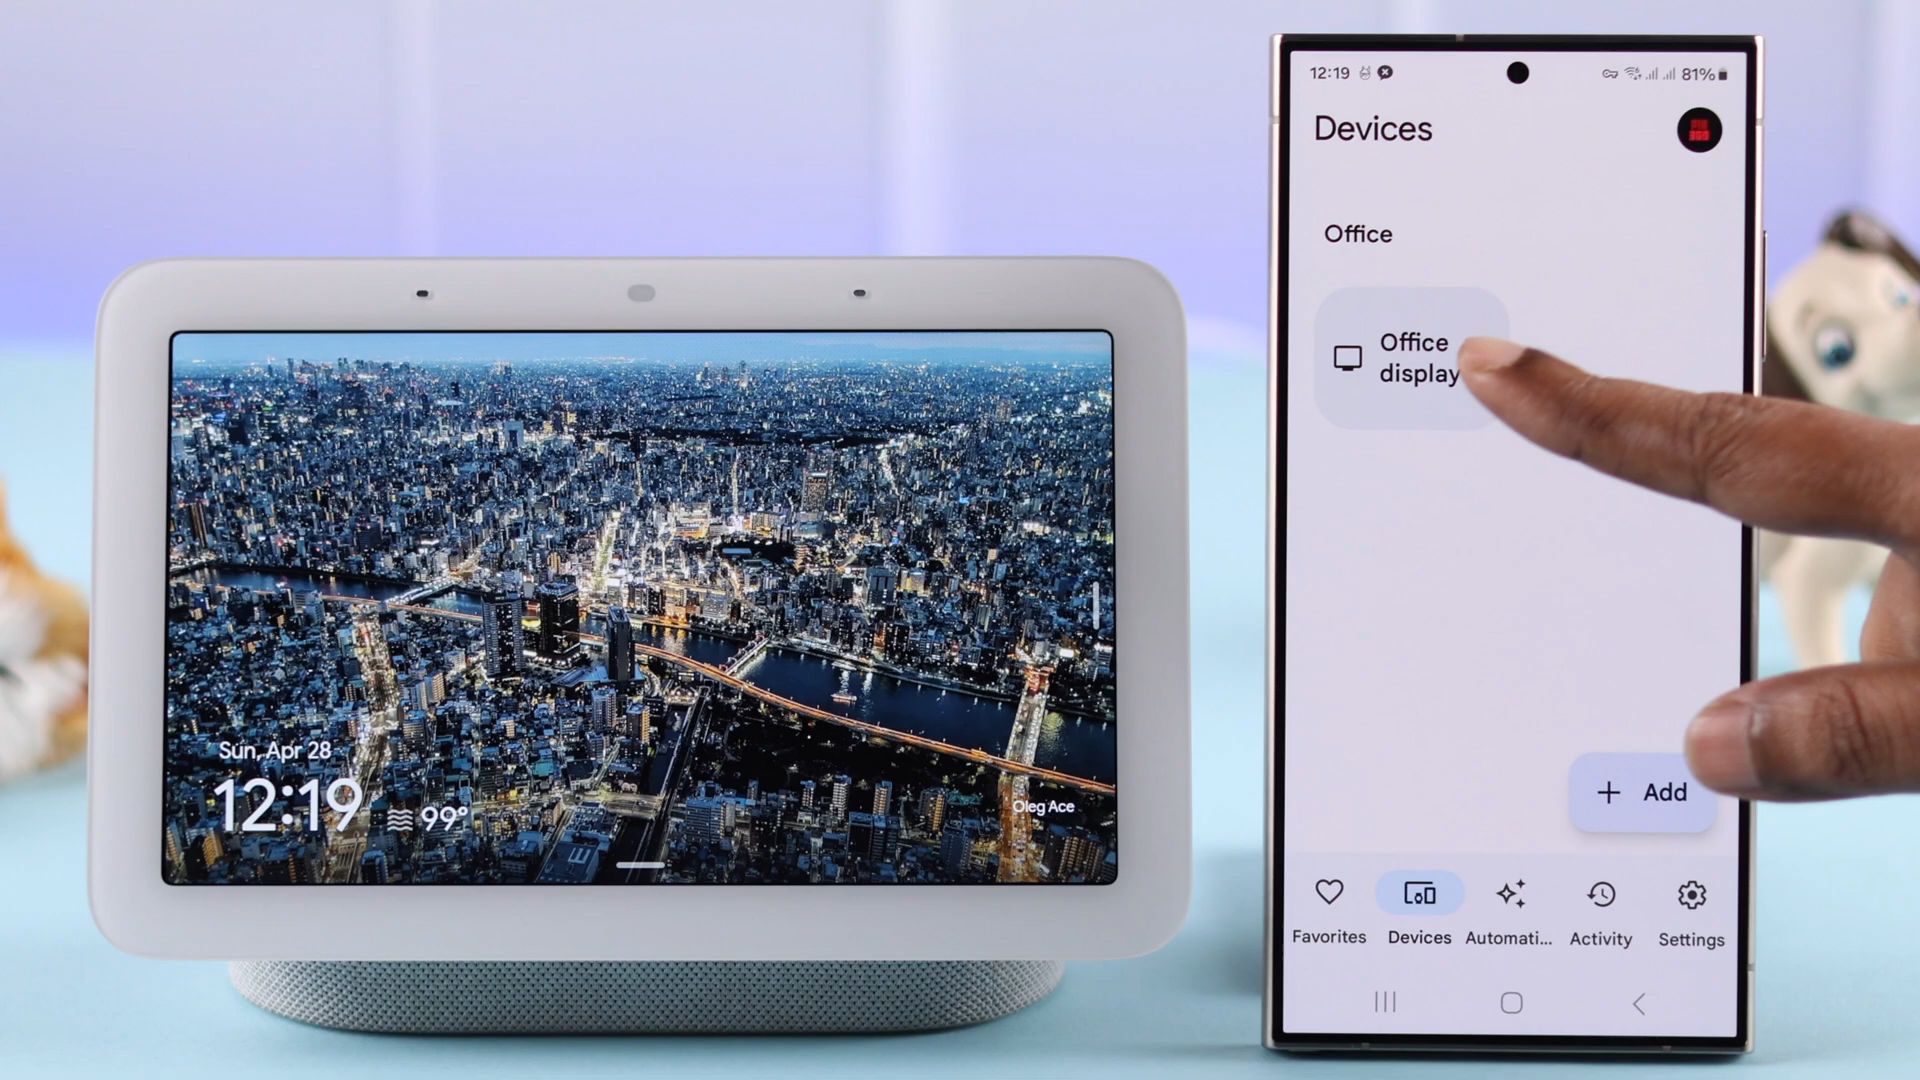 Sun, Apr 28
12:19 99°
Oleg Ace
12:19 81%
Devices
Office
Office
display
+ Add
Favorites Devices Automati... Activity Settings